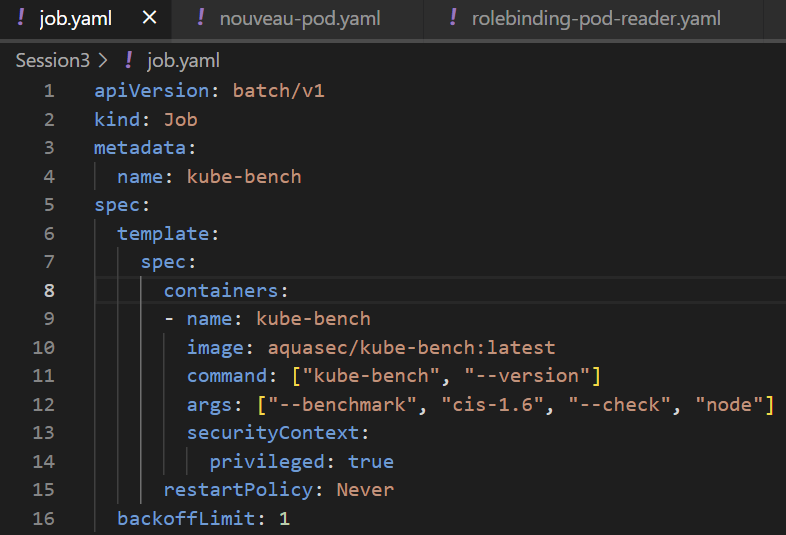 ! job.yaml × ! nouveau-pod.yaml ! rolebinding-pod-reader.yaml
Session3 > ! job.yaml
1 apiVersion: batch/v1
2 kind: Job
3 metadata:
4   name: kube-bench
5 spec:
6   template:
7     spec:
8       containers:
9       - name: kube-bench
10         image: aquasec/kube-bench:latest
11         command: ["kube-bench", "--version"]
12         args: ["--benchmark", "cis-1.6", "--check", "node"]
13         securityContext:
14           privileged: true
15       restartPolicy: Never
16   backoffLimit: 1